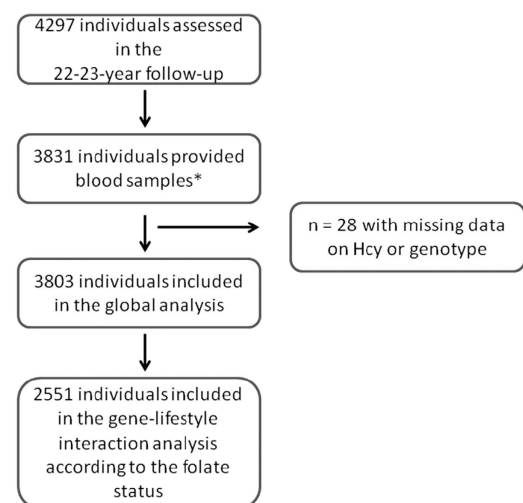 4297 individuals assessed
in the
22-23-year follow-up
3831 individuals provided
blood samples*
n = 28 with missing data
on Hcy or genotype
3803 individuals included
in the global analysis
2551 individuals included
in the gene-lifestyle
interaction analysis
according to the folate
status